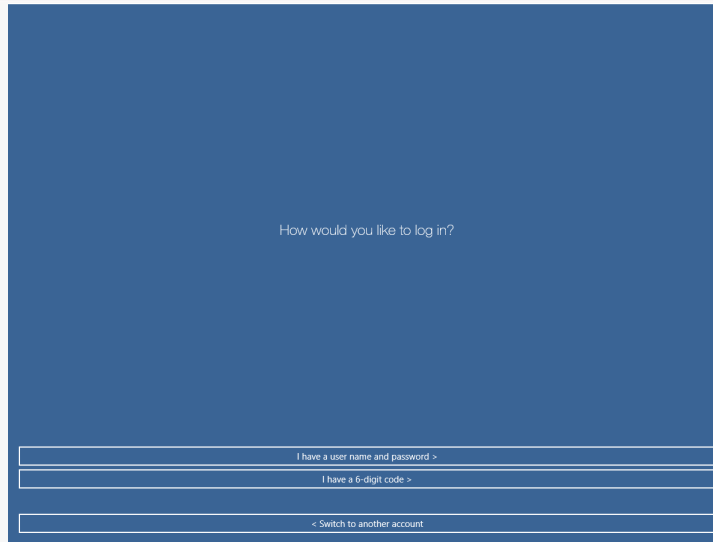 How would you like to log in?
I have a user name and password >
I have a 6-digit code >
< Switch to another account